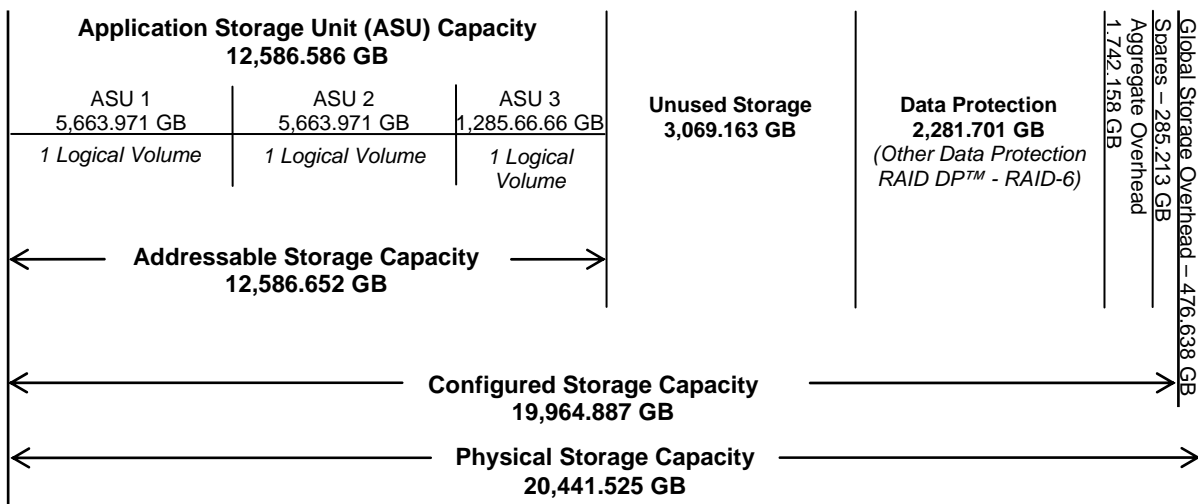 Application Storage Unit (ASU) Capacity
12,586.586 GB
ASU 1
5,663.971 GB
1 Logical Volume
ASU 2
5,663.971 GB
1 Logical Volume
ASU 3
1,285.66.66 GB
1 Logical
Volume
Unused Storage
3,069.163 GB
Data Protection
2,281.701 GB
(Other Data Protection
RAID DP™ - RAID-6)
Aggregate Overhead
1.742.158 GB
Spares – 285.213 GB
Global Storage Overhead – 476,638 GB
Addressable Storage Capacity
12,586.652 GB
Configured Storage Capacity
19,964.887 GB
Physical Storage Capacity
20,441.525 GB